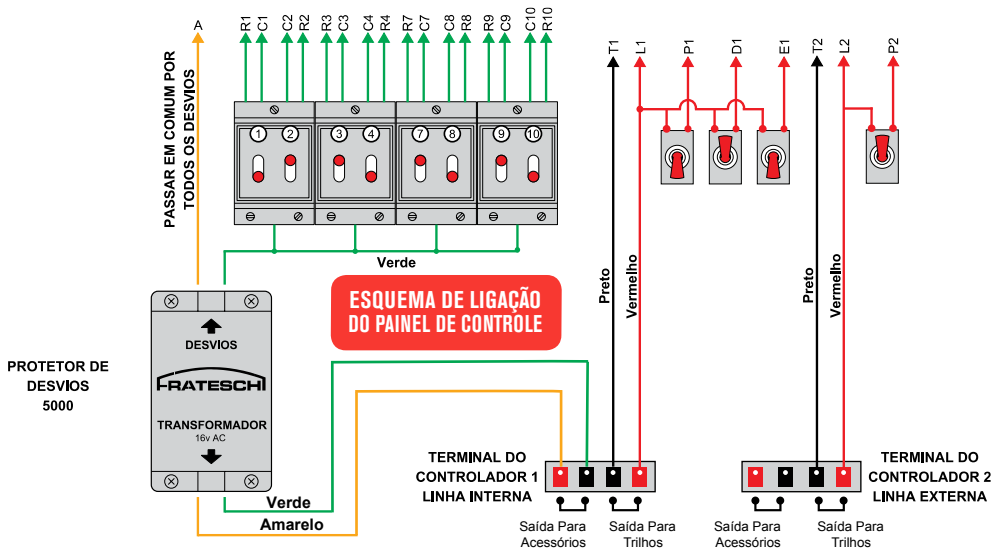 A
R1
C1
C2
R2
R3
C3
C4
R4
R7
C7
C8
R8
R9
C9
C10
R10
T1
L1
P1
D1
E1
T2
L2
P2
PASSAR EM COMUM POR
TODOS OS DESVIOS
1
2
3
4
7
8
9
10
Verde
Preto
Vermelho
Preto
Vermelho
ESQUEMA DE LIGAÇÃO
DO PAINEL DE CONTROLE
PROTETOR DE
DESVIOS
5000
DESVIOS
FRATESCHI
TRANSFORMADOR
16v AC
Verde
Amarelo
TERMINAL DO
CONTROLADOR 1
LINHA INTERNA
Saída Para
Acessórios
Saída Para
Trilhos
Saída Para
Acessórios
Saída Para
Trilhos
TERMINAL DO
CONTROLADOR 2
LINHA EXTERNA